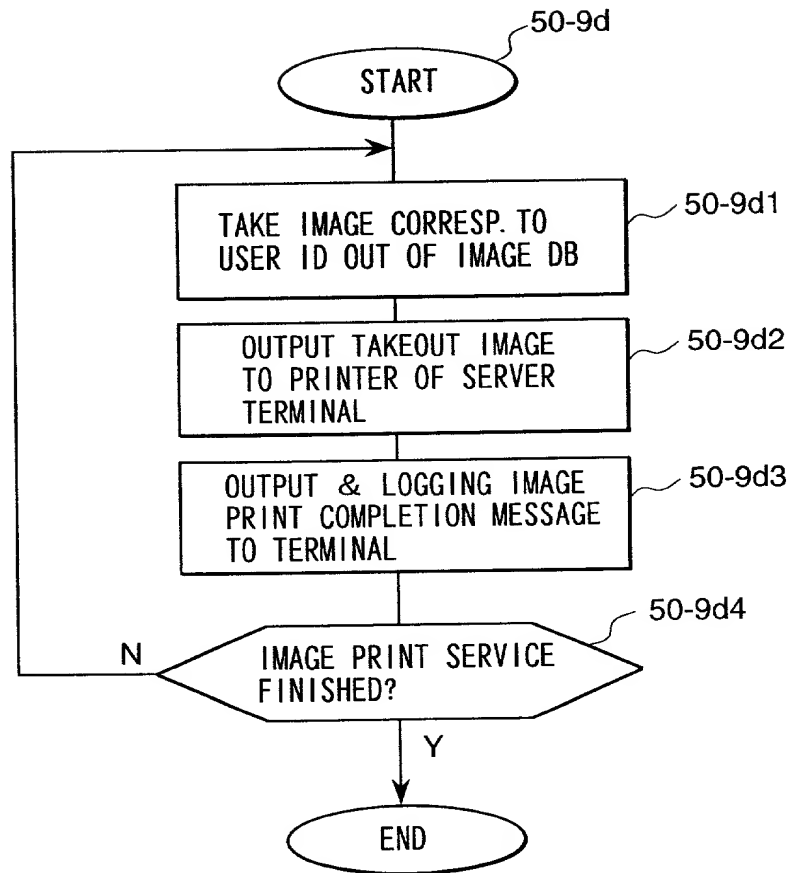 50-9d
START
50-9d1
TAKE IMAGE CORRESP. TO
USER ID OUT OF IMAGE DB
50-9d2
OUTPUT TAKEOUT IMAGE
TO PRINTER OF SERVER
TERMINAL
50-9d3
OUTPUT & LOGGING IMAGE
PRINT COMPLETION MESSAGE
TO TERMINAL
50-9d4
N
IMAGE PRINT SERVICE
FINISHED?
Y
END